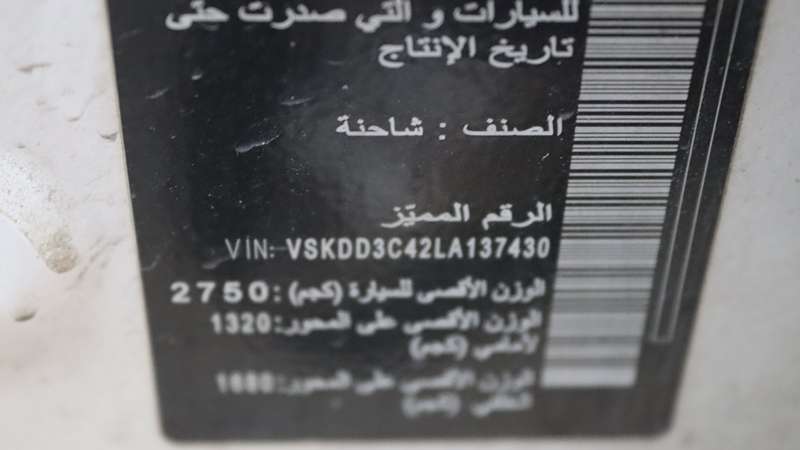 للسيارات و التي صدرت حتى
تاريخ الإنتاج
الصنف : شاحنة
الرقم المميّز
VIN: VSKDD3C42LA137430
الوزن الأقصى للسيارة (كجم): 2750
الوزن الأقصى على المحور: 1320
الأمامي (كجم)
الوزن الأقصى على المحور: 1680
الخلفي (كجم)